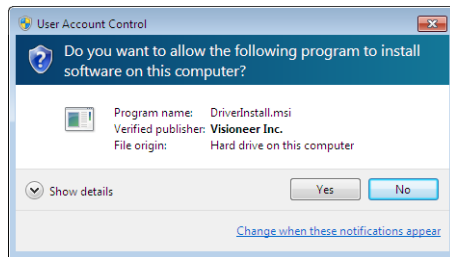 User Account Control
Do you want to allow the following program to install
software on this computer?
Program name: DriverInstall.msi
Verified publisher: Visioneer Inc.
File origin: Hard drive on this computer
Show details Yes No
Change when these notifications appear